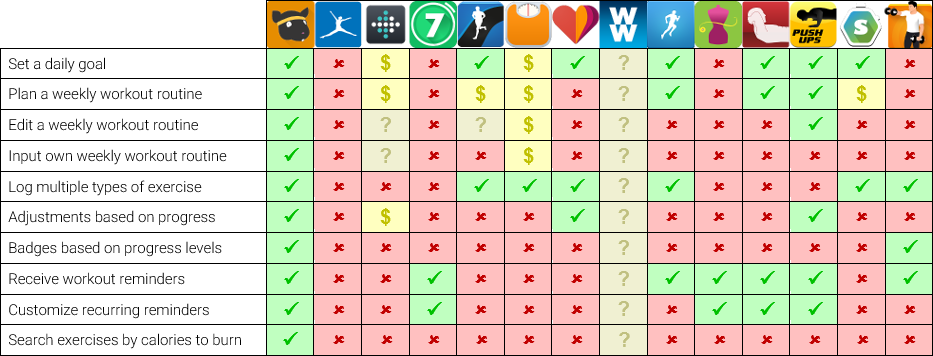 7 W W PUSH UPS S
Set a daily goal ✓ ✗ $ ✗ ✓ $ ✓ ? ✓ ✗ ✓ ✓ ✓ ✗
Plan a weekly workout routine ✓ ✗ $ ✗ $ $ ✗ ? ✓ ✗ ✓ ✓ $ ✗
Edit a weekly workout routine ✓ ✗ ? ✗ ? $ ✗ ? ✗ ✗ ✗ ✓ ✗ ✗
Input own weekly workout routine ✓ ✗ ? ✗ ✗ $ ✗ ? ✗ ✗ ✗ ✗ ✗ ✗
Log multiple types of exercise ✓ ✗ ✗ ✗ ✓ ✓ ✓ ? ✓ ✗ ✗ ✗ ✓ ✓
Adjustments based on progress ✓ ✗ $ ✗ ✗ ✗ ✓ ? ✗ ✗ ✗ ✓ ✗ ✗
Badges based on progress levels ✓ ✗ ✗ ✗ ✗ ✗ ✗ ? ✗ ✗ ✗ ✗ ✗ ✓
Receive workout reminders ✓ ✗ ✗ ✓ ✗ ✗ ✗ ? ✓ ✓ ✓ ✓ ✗ ✓
Customize recurring reminders ✓ ✗ ✗ ✓ ✗ ✗ ✗ ? ✗ ✓ ✓ ✓ ✗ ✗
Search exercises by calories to burn ✓ ✗ ✗ ✗ ✗ ✗ ✗ ? ✗ ✗ ✗ ✗ ✗ ✗